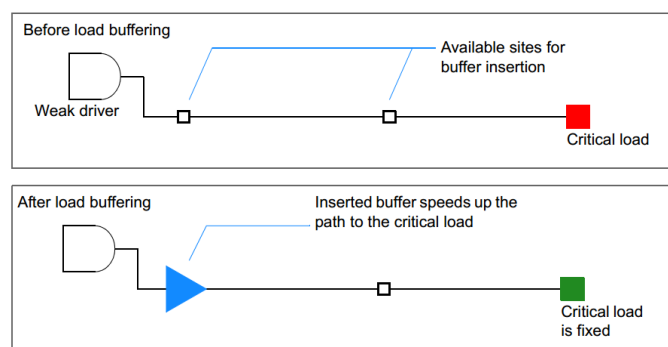 Before load buffering
Available sites for
buffer insertion
Weak driver
Critical load
After load buffering
Inserted buffer speeds up the
path to the critical load
Critical load
is fixed